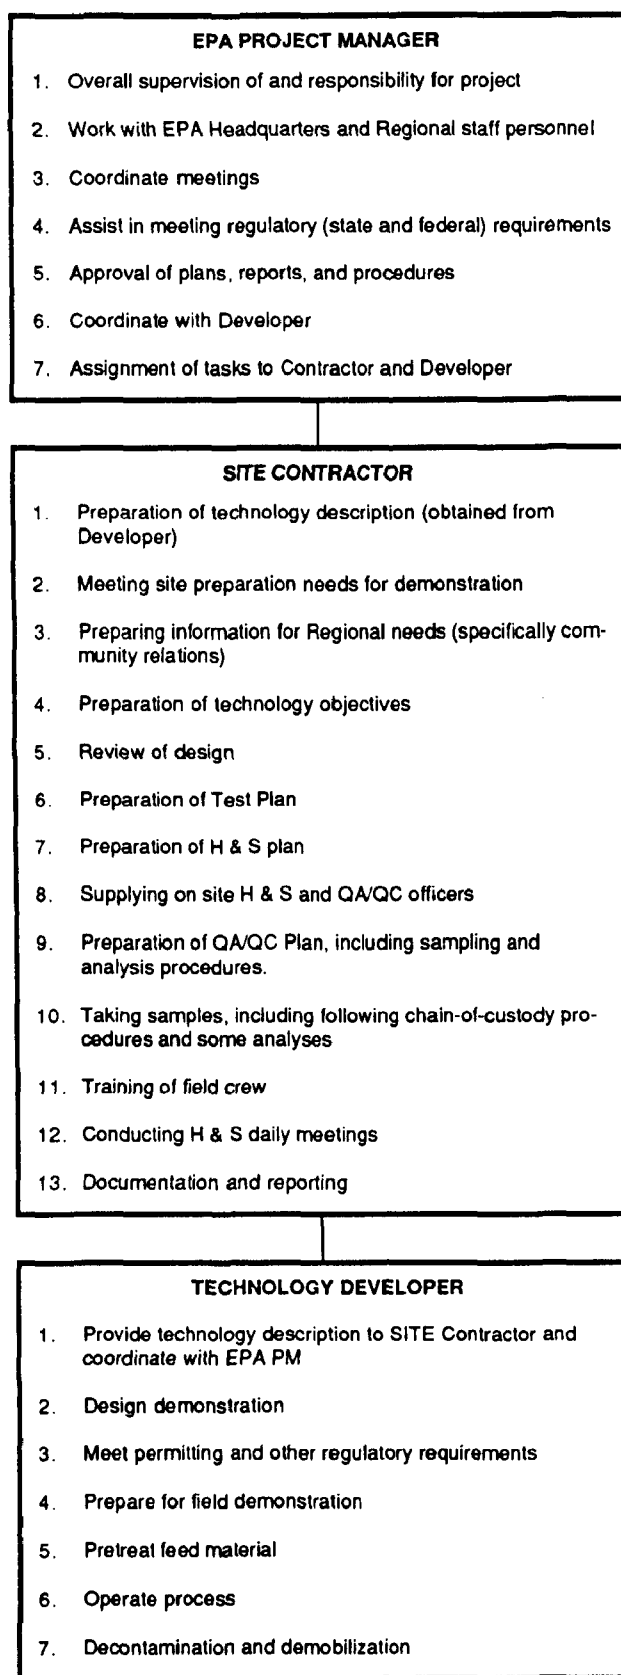 EPA PROJECT MANAGER
1. Overall supervision of and responsibility for project
2. Work with EPA Headquarters and Regional staff personnel
3. Coordinate meetings
4. Assist in meeting regulatory (state and federal) requirements
5. Approval of plans, reports, and procedures
6. Coordinate with Developer
7. Assignment of tasks to Contractor and Developer
SITE CONTRACTOR
1. Preparation of technology description (obtained from
Developer)
2. Meeting site preparation needs for demonstration
3. Preparing information for Regional needs (specifically com-
munity relations)
4. Preparation of technology objectives
5. Review of design
6. Preparation of Test Plan
7. Preparation of H & S plan
8. Supplying on site H & S and QA/QC officers
9. Preparation of QA/QC Plan, including sampling and
analysis procedures.
10. Taking samples, including following chain-of-custody pro-
cedures and some analyses
11. Training of field crew
12. Conducting H & S daily meetings
13. Documentation and reporting
TECHNOLOGY DEVELOPER
1. Provide technology description to SITE Contractor and
coordinate with EPA PM
2. Design demonstration
3. Meet permitting and other regulatory requirements
4. Prepare for field demonstration
5. Pretreat feed material
6. Operate process
7. Decontamination and demobilization